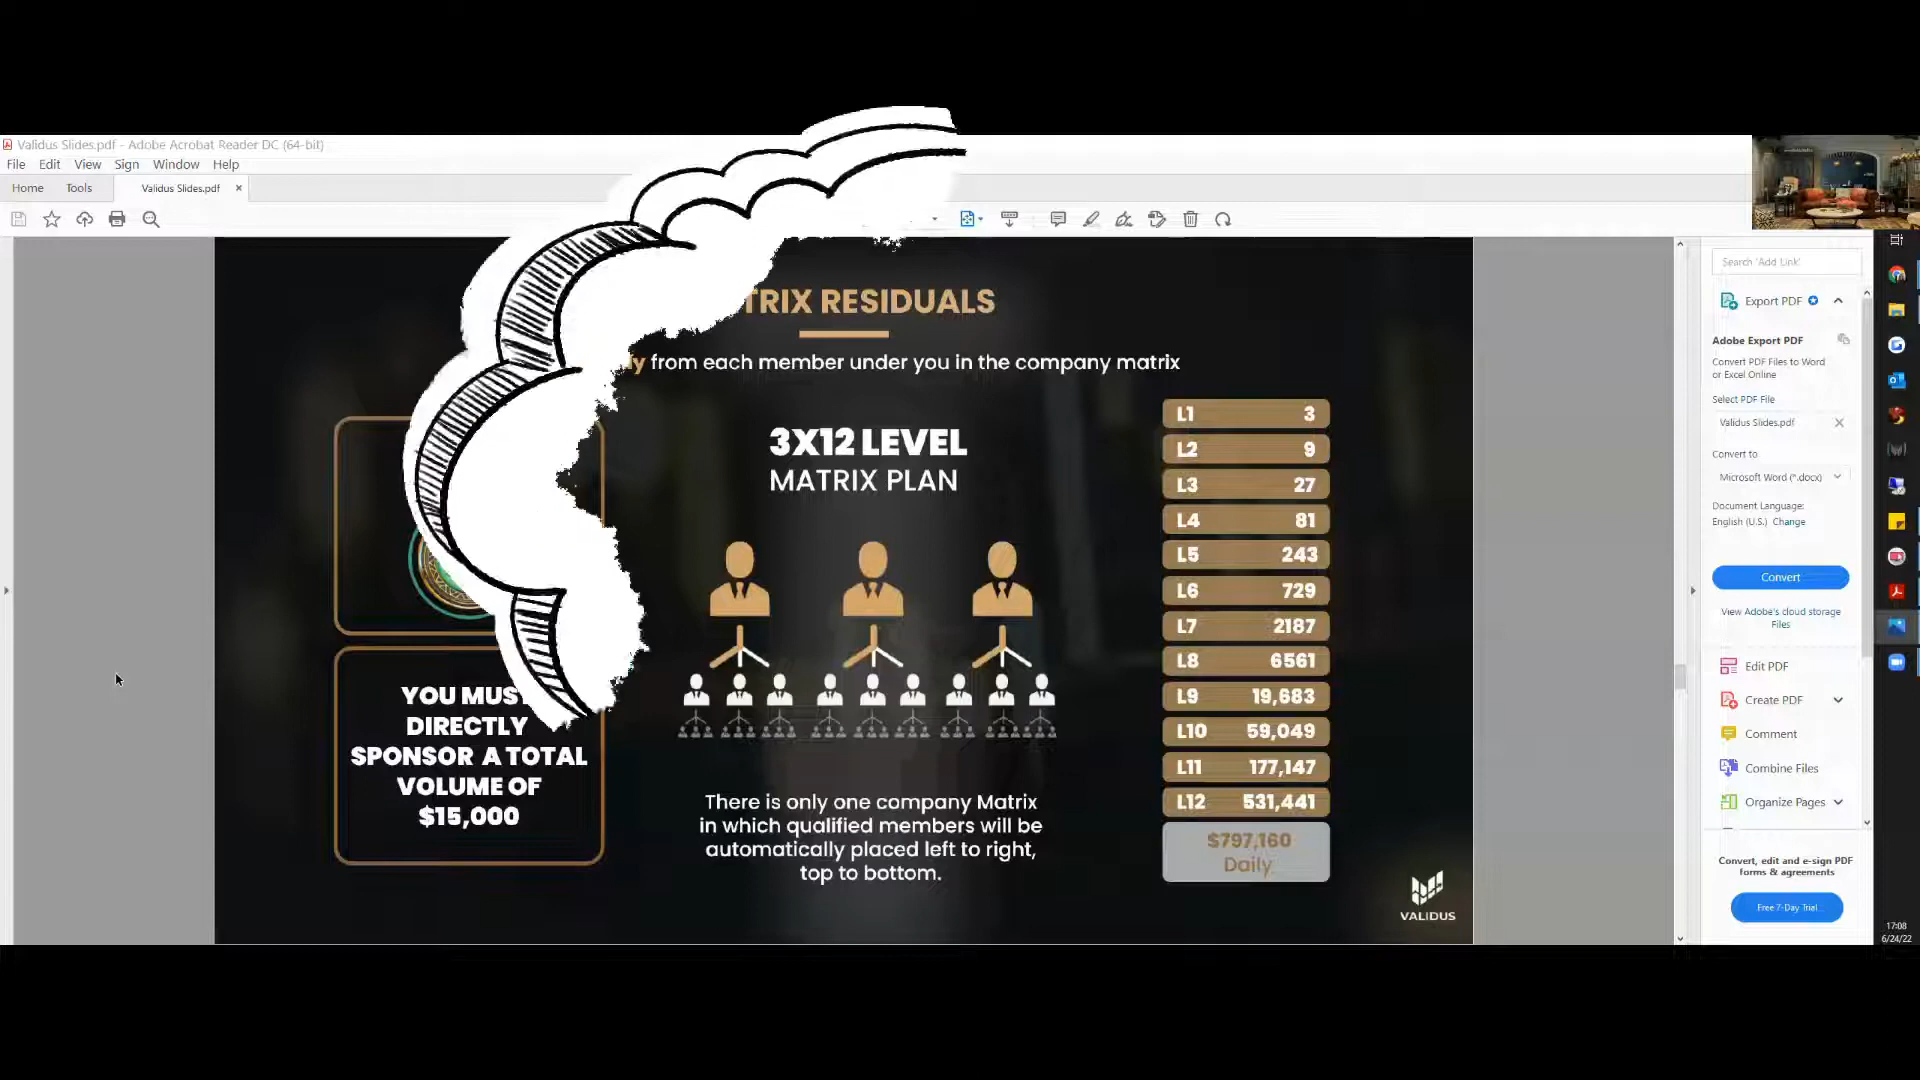 Validus Slides.pdf - Adobe Acrobat Reader DC (64-bit)
File Edit View Sign Window Help
Home Tools Validus Slides.pdf
TRIX RESIDUALS
ly from each member under you in the company matrix
3X12 LEVEL
MATRIX PLAN
YOU MUST
DIRECTLY
SPONSOR A TOTAL
VOLUME OF
$15,000
There is only one company Matrix
in which qualified members will be
automatically placed left to right,
top to bottom.
L1 3
L2 9
L3 27
L4 81
L5 243
L6 729
L7 2187
L8 6561
L9 19,683
L10 59,049
L11 177,147
L12 531,441
$797,160
Daily
VALIDUS
Search 'Add Link'
Export PDF
Adobe Export PDF
Convert PDF Files to Word
or Excel Online
Select PDF File
Validus Slides.pdf
Convert to
Microsoft Word (*.docx)
Document Language:
English (U.S.) Change
Convert
View Adobe's cloud storage
Files
Edit PDF
Create PDF
Comment
Combine Files
Organize Pages
Convert, edit and e-sign PDF
forms & agreements
Free 7-Day Trial
17:08
6/24/22